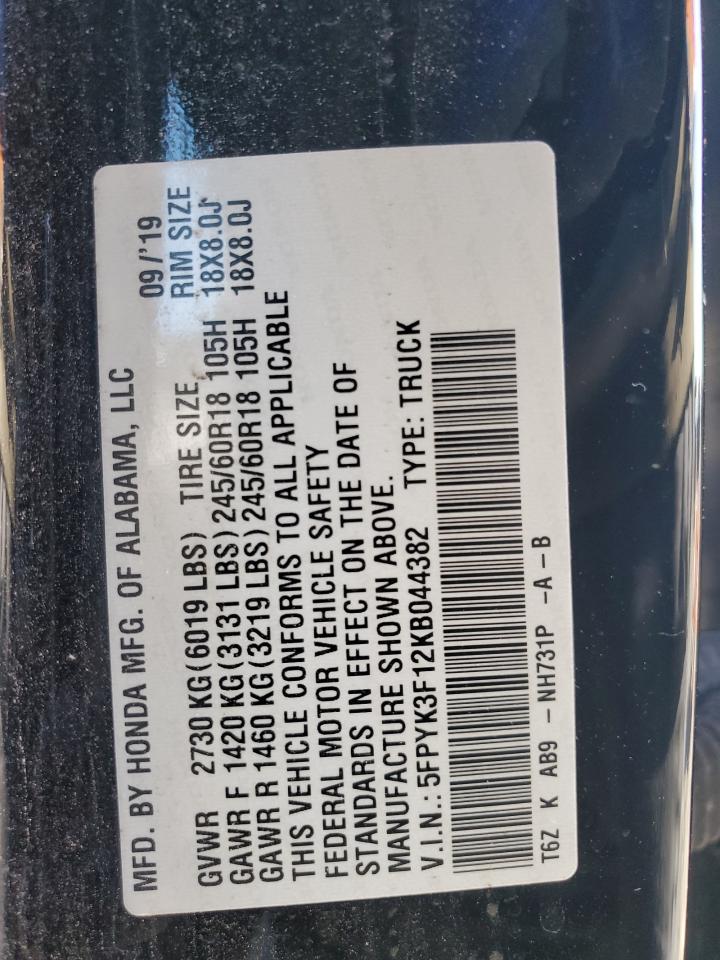 MFD. BY HONDA MFG. OF ALABAMA, LLC 09/'19
GVWR 2730 KG(6019 LBS) TIRE SIZE RIM SIZE
GAWR F 1420 KG(3131 LBS) 245/60R18 105H 18X8.0J
GAWR R 1460 KG(3219 LBS) 245/60R18 105H 18X8.0J
THIS VEHICLE CONFORMS TO ALL APPLICABLE
FEDERAL MOTOR VEHICLE SAFETY
STANDARDS IN EFFECT ON THE DATE OF
MANUFACTURE SHOWN ABOVE.
V.I.N.: 5FPYK3F12KB044382 TYPE: TRUCK
T6Z K AB9 – NH731P –A–B